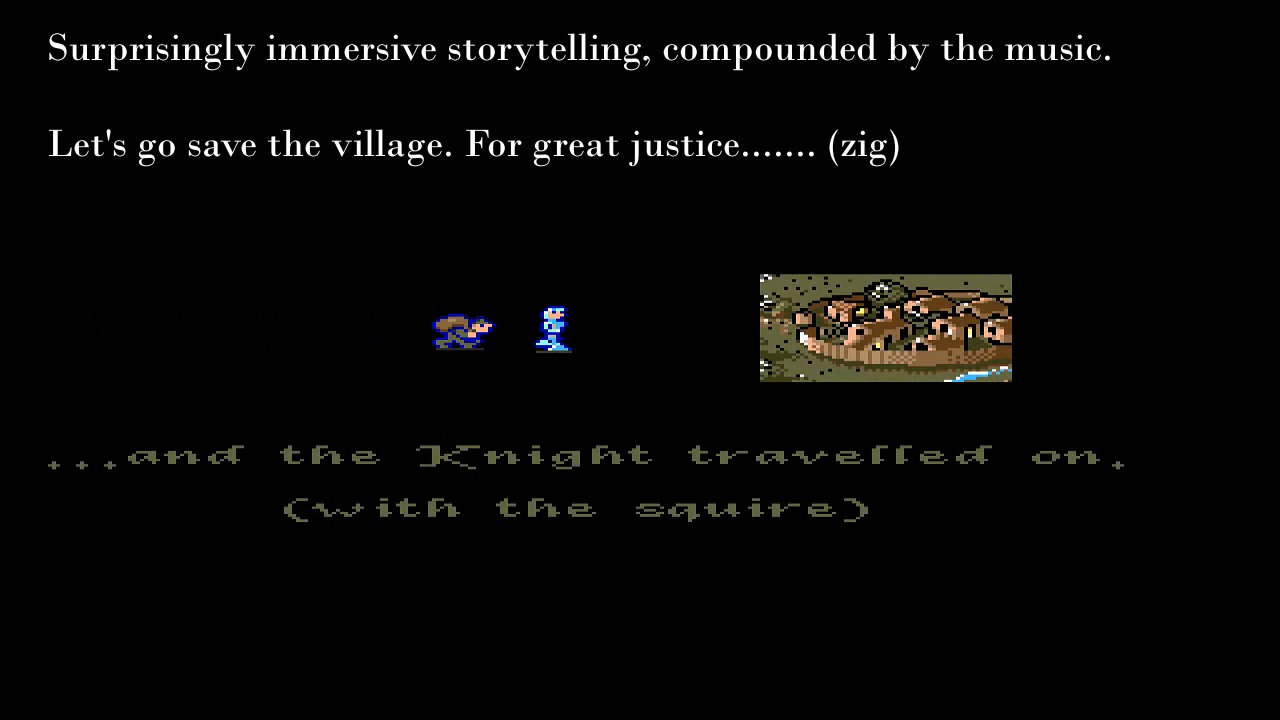 Surprisingly immersive storytelling, compounded by the music.
Let's go save the village. For great justice....... (zig)
...and the Knight travelled on.
(with the squire)